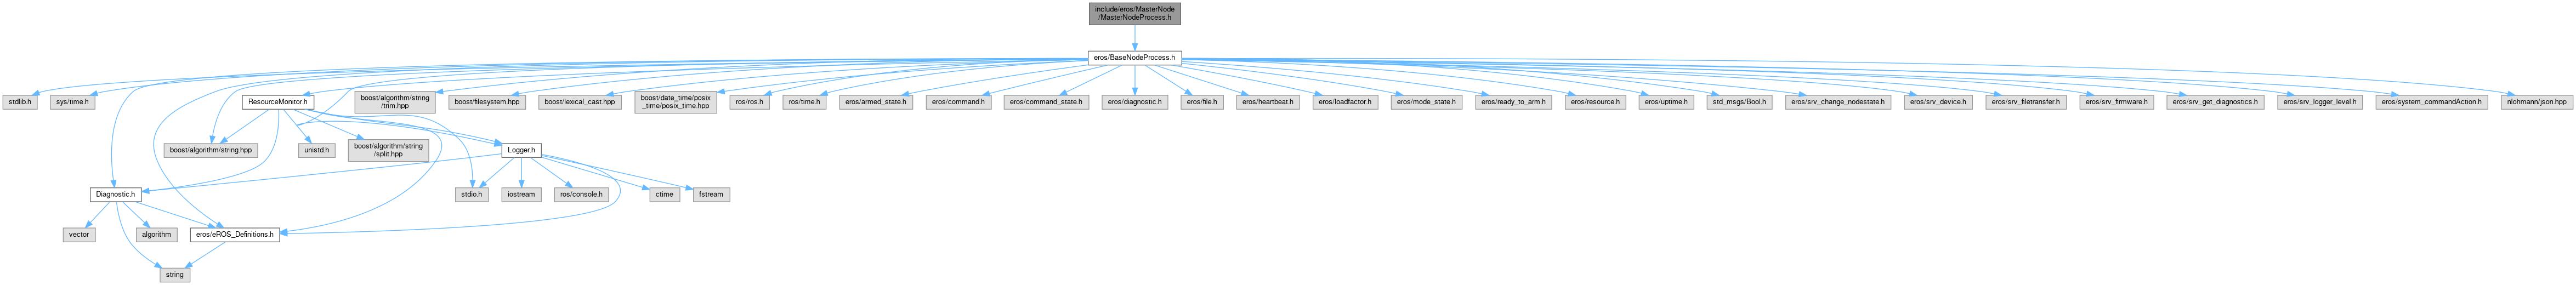 include/eros/MasterNode
/MasterNodeProcess.h
eros/BaseNodeProcess.h
stdlib.h
sys/time.h
ResourceMonitor.h
boost/algorithm/string
/trim.hpp
boost/filesystem.hpp
boost/lexical_cast.hpp
boost/date_time/posix
_time/posix_time.hpp
ros/ros.h
ros/time.h
eros/armed_state.h
eros/command.h
eros/command_state.h
eros/diagnostic.h
eros/file.h
eros/heartbeat.h
eros/loadfactor.h
eros/mode_state.h
eros/ready_to_arm.h
eros/resource.h
eros/uptime.h
std_msgs/Bool.h
eros/srv_change_nodestate.h
eros/srv_device.h
eros/srv_filetransfer.h
eros/srv_firmware.h
eros/srv_get_diagnostics.h
eros/srv_logger_level.h
eros/system_commandAction.h
nlohmann/json.hpp
boost/algorithm/string.hpp
unistd.h
boost/algorithm/string
/split.hpp
Logger.h
Diagnostic.h
stdio.h
iostream
ros/console.h
ctime
fstream
vector
algorithm
eros/eROS_Definitions.h
string